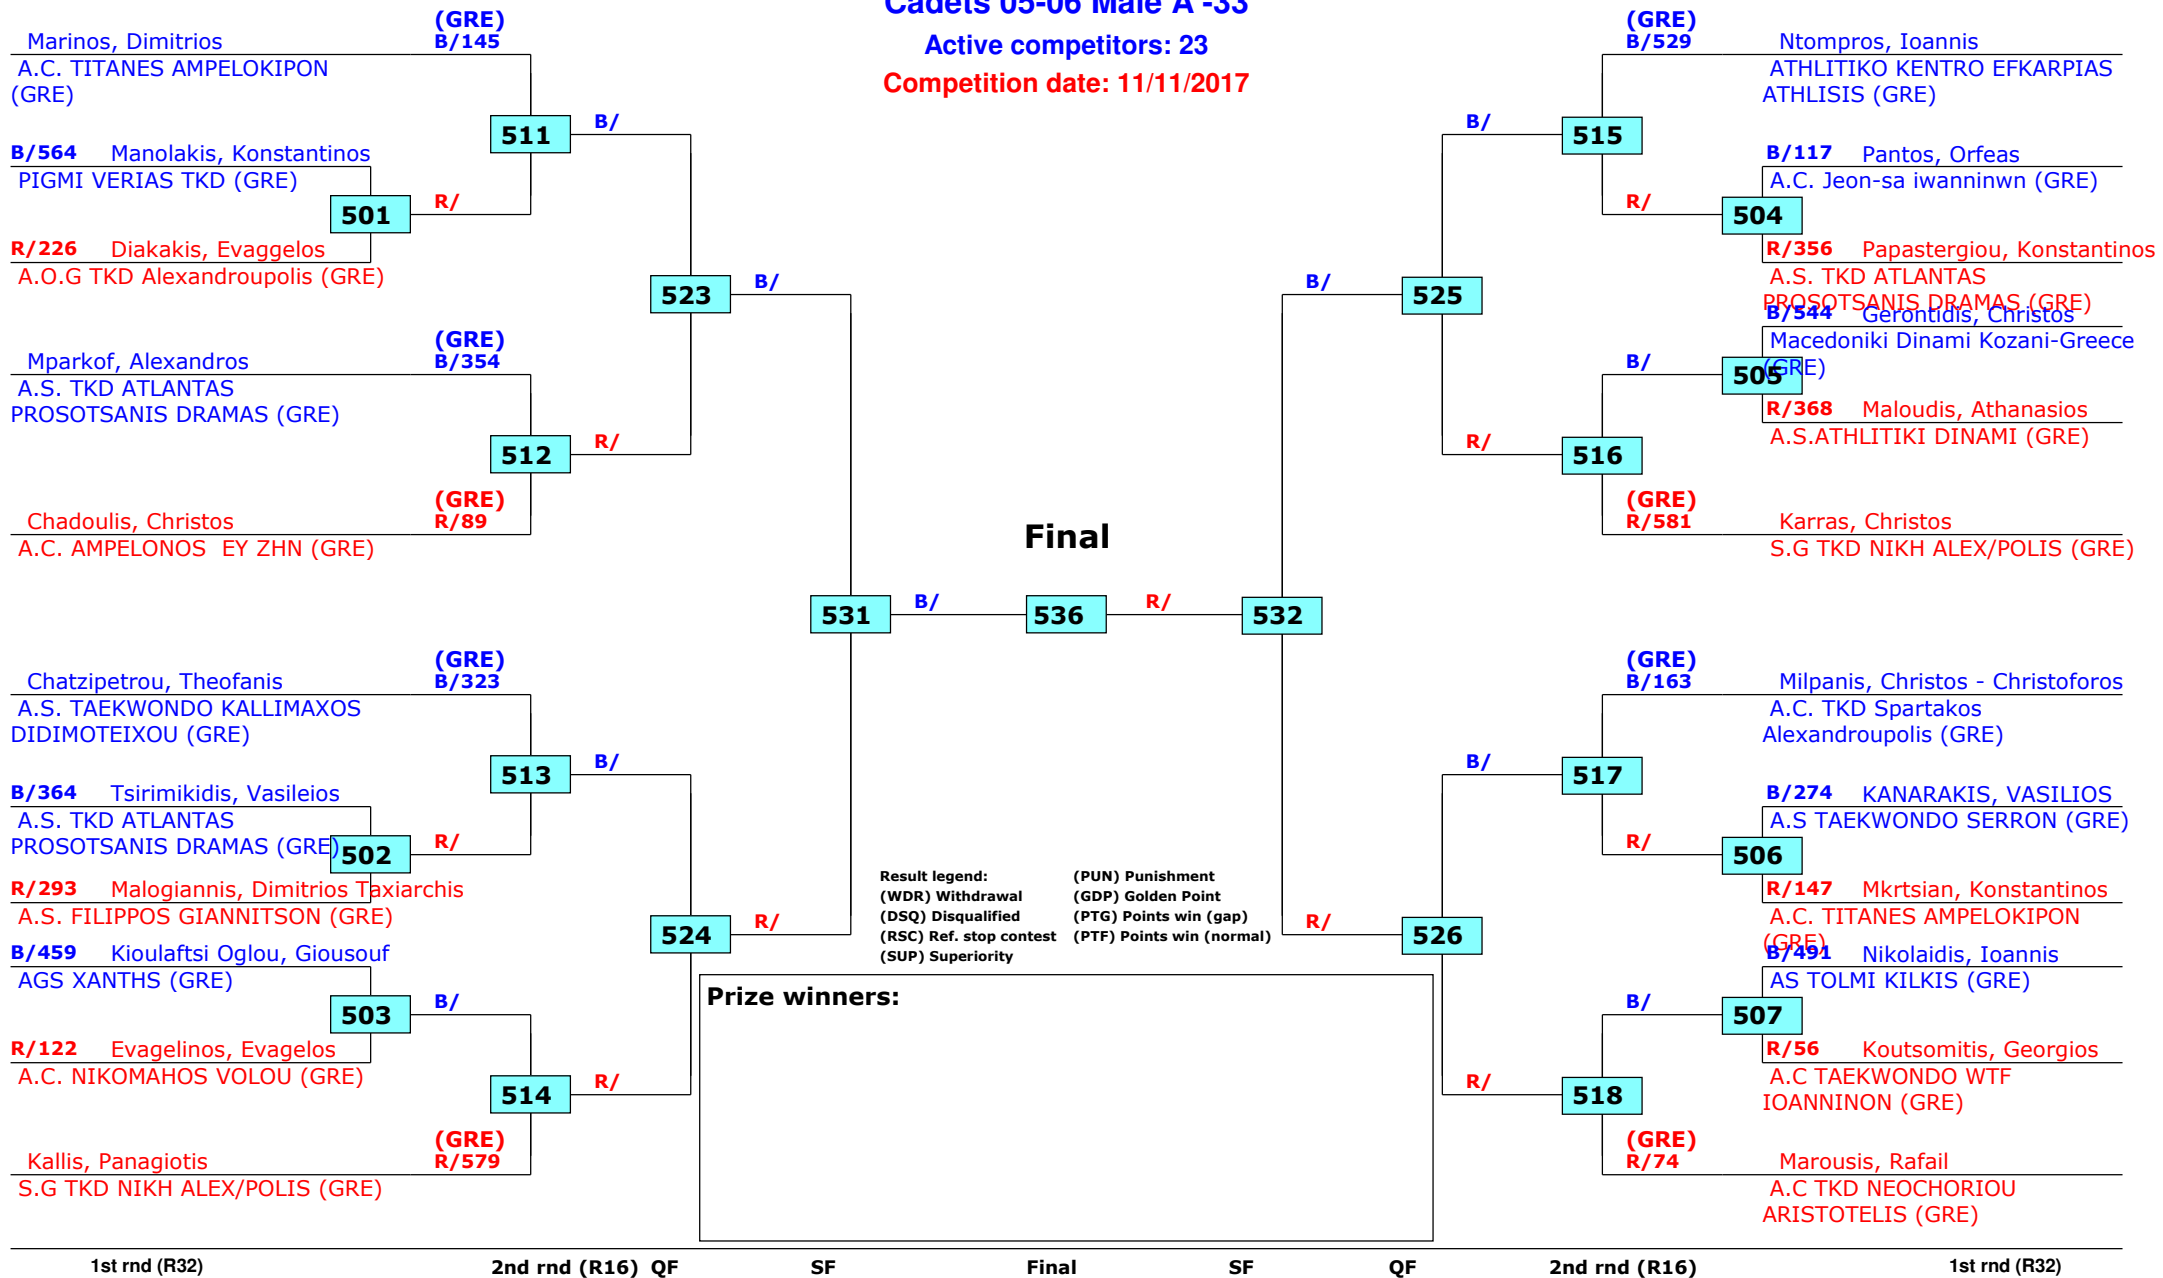 Cadets 05-06 Male A -33
Active competitors: 23
Competition date: 11/11/2017
(GRE)
Marinos, Dimitrios B/145
A.C. TITANES AMPELOKIPON
(GRE)
511
B/
B/564 Manolakis, Konstantinos
PIGMI VERIAS TKD (GRE)
501
R/
R/226 Diakakis, Evaggelos
A.O.G TKD Alexandroupolis (GRE)
523
B/
(GRE)
Mparkof, Alexandros B/354
A.S. TKD ATLANTAS
PROSOTSANIS DRAMAS (GRE)
512
R/
(GRE)
Chadoulis, Christos R/89
A.C. AMPELONOS  EY ZHN (GRE)
531
B/
(GRE)
Chatzipetrou, Theofanis B/323
A.S. TAEKWONDO KALLIMAXOS
DIDIMOTEIXOU (GRE)
513
B/
B/364 Tsirimikidis, Vasileios
A.S. TKD ATLANTAS
PROSOTSANIS DRAMAS (GRE)
502
R/
R/293 Malogiannis, Dimitrios Taxiarchis
A.S. FILIPPOS GIANNITSON (GRE)
524
R/
B/459 Kioulaftsi Oglou, Giousouf
AGS XANTHS (GRE)
503
B/
R/122 Evagelinos, Evagelos
A.C. NIKOMAHOS VOLOU (GRE)
514
R/
(GRE)
Kallis, Panagiotis R/579
S.G TKD NIKH ALEX/POLIS (GRE)
Final
536
R/
532
(GRE)
B/529 Ntompros, Ioannis
ATHLITIKO KENTRO EFKARPIAS
ATHLISIS (GRE)
B/
515
B/117 Pantos, Orfeas
A.C. Jeon-sa iwanninwn (GRE)
R/
504
R/356 Papastergiou, Konstantinos
A.S. TKD ATLANTAS
PROSOTSANIS DRAMAS (GRE)
B/
525
B/544 Gerontidis, Christos
Macedoniki Dinami Kozani-Greece
(GRE)
B/
505
R/368 Maloudis, Athanasios
A.S.ATHLITIKI DINAMI (GRE)
R/
516
(GRE)
R/581 Karras, Christos
S.G TKD NIKH ALEX/POLIS (GRE)
(GRE)
B/163 Milpanis, Christos - Christoforos
A.C. TKD Spartakos
Alexandroupolis (GRE)
B/
517
B/274 KANARAKIS, VASILIOS
A.S TAEKWONDO SERRON (GRE)
R/
506
R/147 Mkrtsian, Konstantinos
A.C. TITANES AMPELOKIPON
(GRE)
R/
526
B/491 Nikolaidis, Ioannis
AS TOLMI KILKIS (GRE)
B/
507
R/56 Koutsomitis, Georgios
A.C TAEKWONDO WTF
IOANNINON (GRE)
R/
518
(GRE)
R/74 Marousis, Rafail
A.C TKD NEOCHORIOU
ARISTOTELIS (GRE)
Result legend: (PUN) Punishment
(WDR) Withdrawal (GDP) Golden Point
(DSQ) Disqualified (PTG) Points win (gap)
(RSC) Ref. stop contest (PTF) Points win (normal)
(SUP) Superiority
Prize winners:
1st rnd (R32) 2nd rnd (R16) QF SF Final SF QF 2nd rnd (R16) 1st rnd (R32)